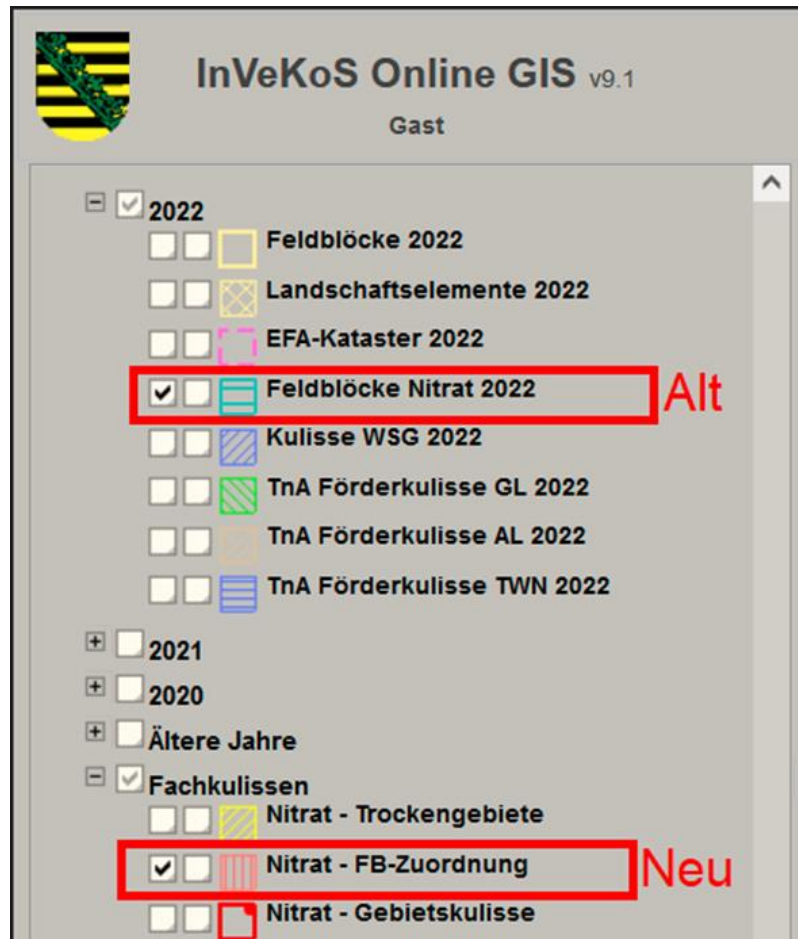 InVeKoS Online GIS v9.1
Gast
2022
Feldblöcke 2022
Landschaftselemente 2022
EFA-Kataster 2022
Feldblöcke Nitrat 2022 Alt
Kulisse WSG 2022
TnA Förderkulisse GL 2022
TnA Förderkulisse AL 2022
TnA Förderkulisse TWN 2022
2021
2020
Ältere Jahre
Fachkulissen
Nitrat - Trockengebiete
Nitrat - FB-Zuordnung Neu
Nitrat - Gebietskulisse